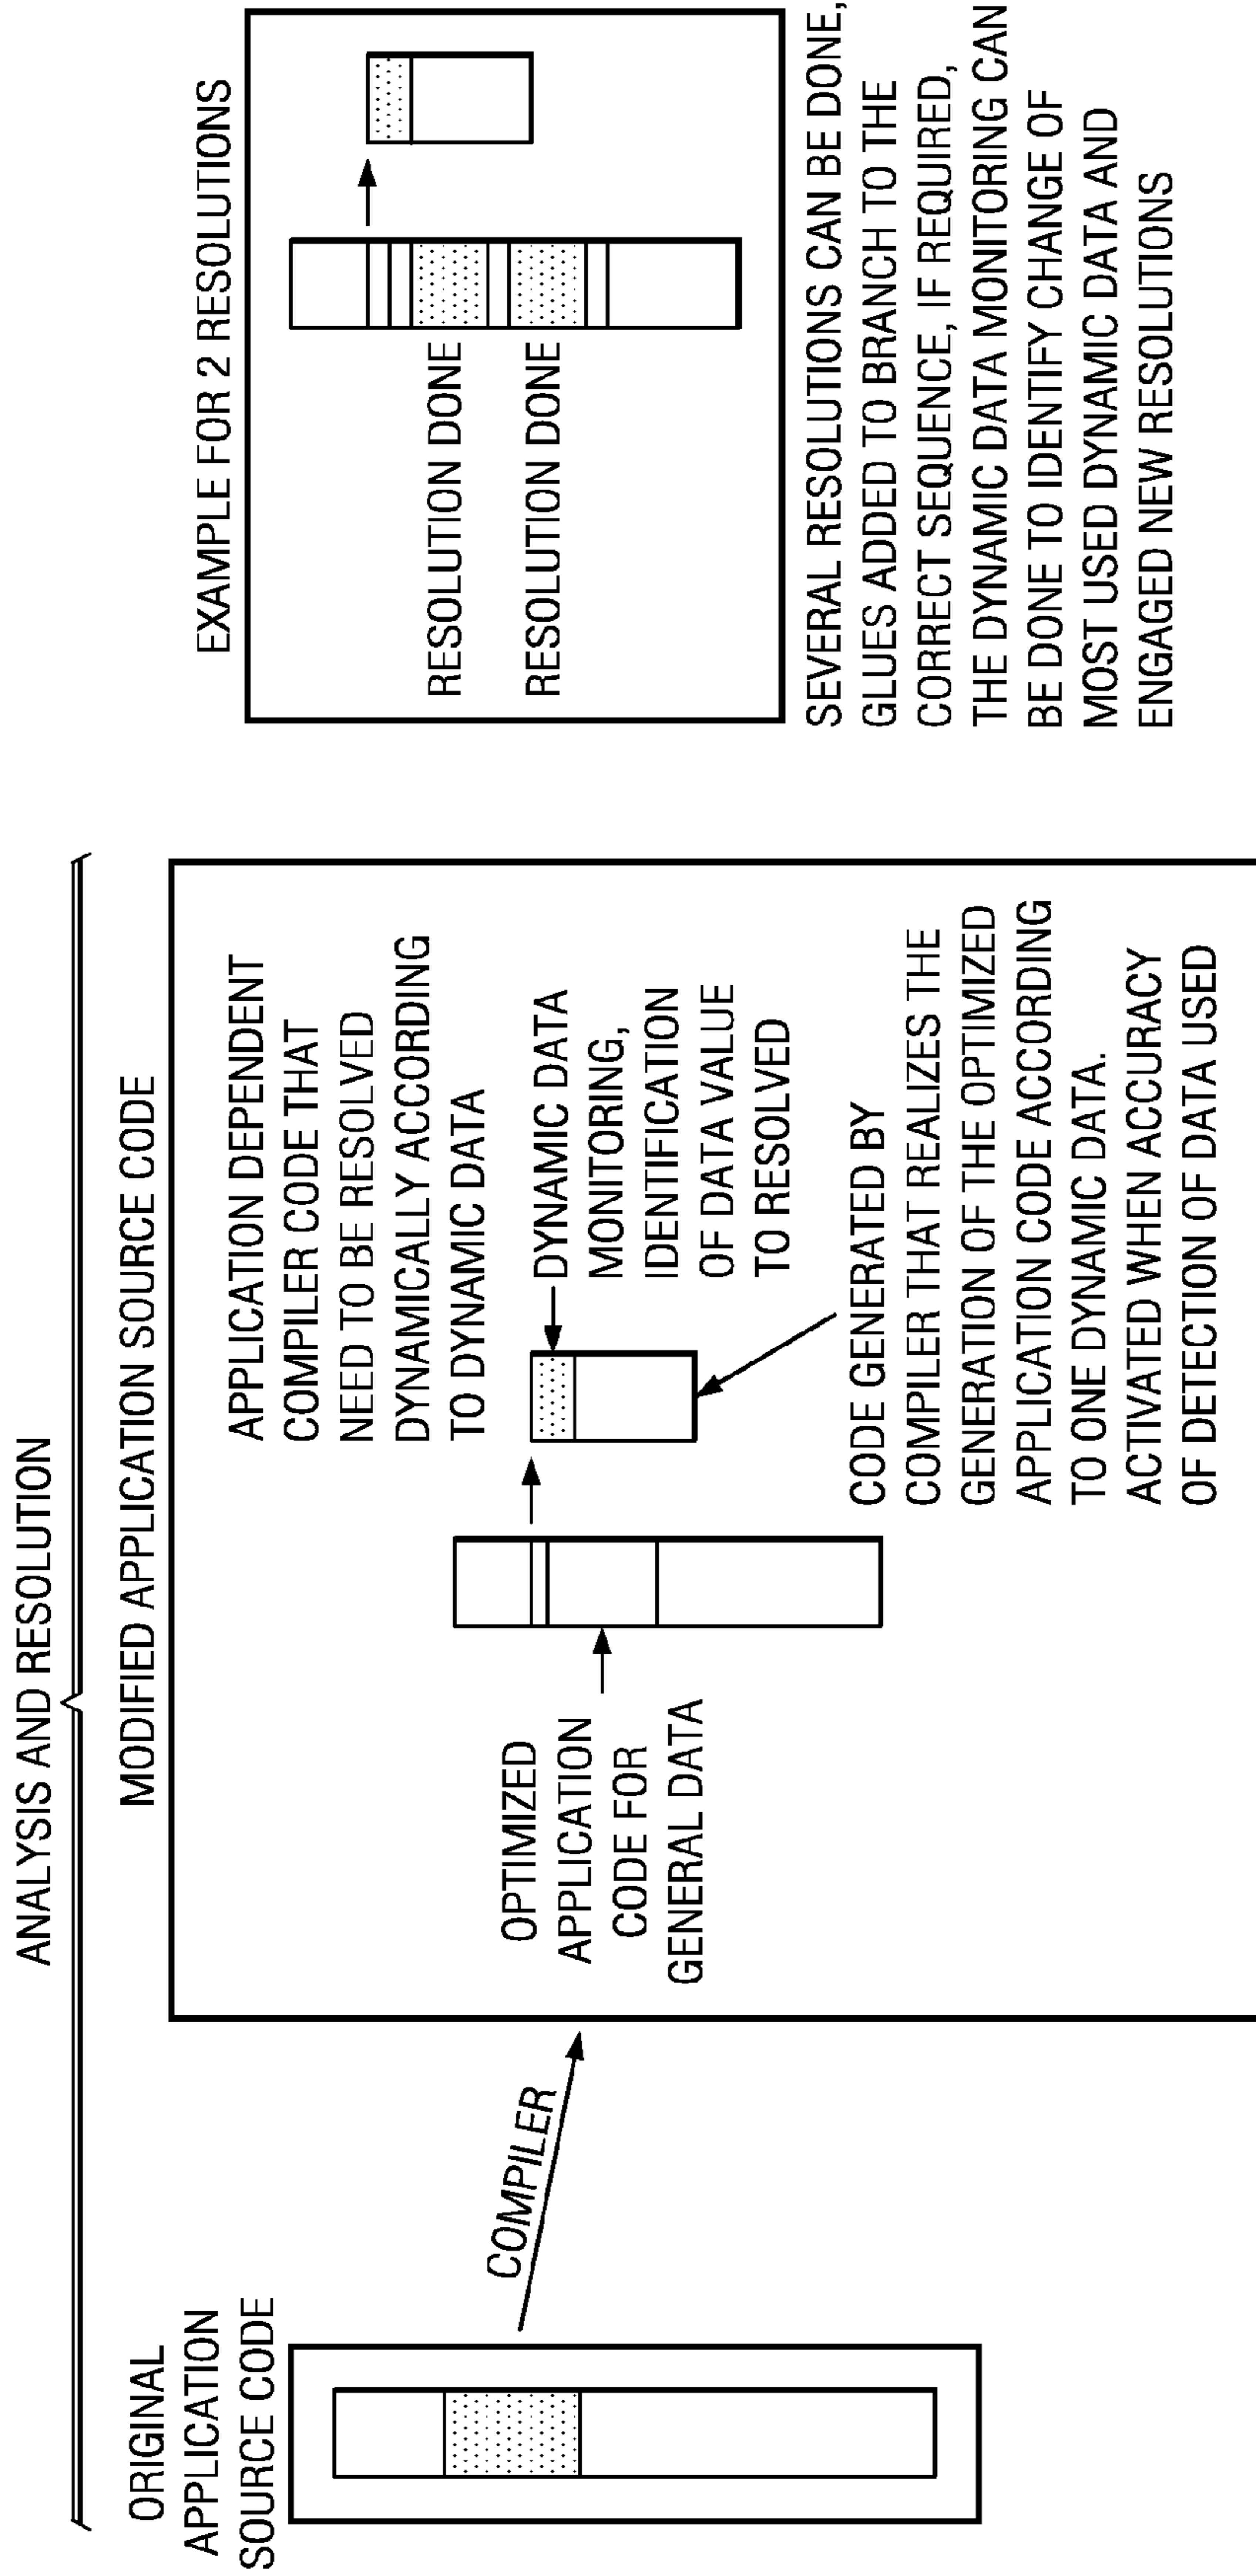 ANALYSIS AND RESOLUTION
ORIGINAL
APPLICATION
SOURCE CODE
COMPILER
MODIFIED APPLICATION SOURCE CODE
OPTIMIZED
APPLICATION
CODE FOR
GENERAL DATA
APPLICATION DEPENDENT
COMPILER CODE THAT
NEED TO BE RESOLVED
DYNAMICALLY ACCORDING
TO DYNAMIC DATA
DYNAMIC DATA
MONITORING,
IDENTIFICATION
OF DATA VALUE
TO RESOLVED
CODE GENERATED BY
COMPILER THAT REALIZES THE
GENERATION OF THE OPTIMIZED
APPLICATION CODE ACCORDING
TO ONE DYNAMIC DATA.
ACTIVATED WHEN ACCURACY
OF DETECTION OF DATA USED
EXAMPLE FOR 2 RESOLUTIONS
RESOLUTION DONE
RESOLUTION DONE
SEVERAL RESOLUTIONS CAN BE DONE,
GLUES ADDED TO BRANCH TO THE
CORRECT SEQUENCE, IF REQUIRED,
THE DYNAMIC DATA MONITORING CAN
BE DONE TO IDENTIFY CHANGE OF
MOST USED DYNAMIC DATA AND
ENGAGED NEW RESOLUTIONS